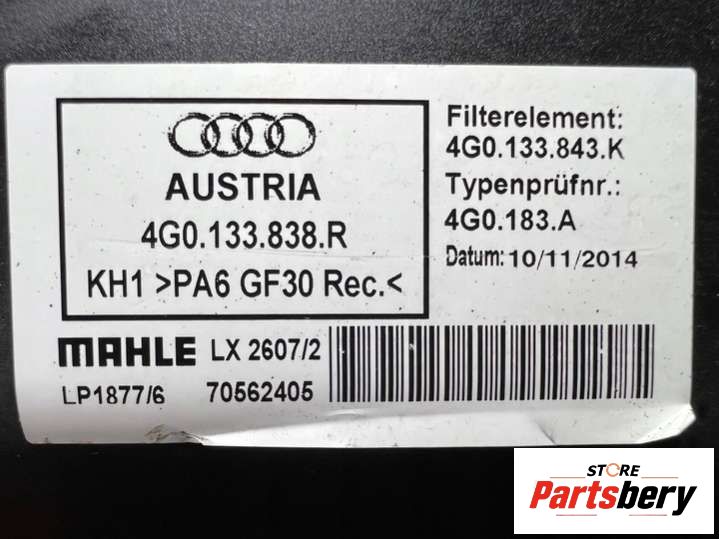 AUSTRIA
4G0.133.838.R
KH1 >PA6 GF30 Rec.<
Filterelement:
4G0.133.843.K
Typenprüfnr.:
4G0.183.A
Datum: 10/11/2014
MAHLE LX 2607/2
LP1877/6 70562405
STORE
Partsbery